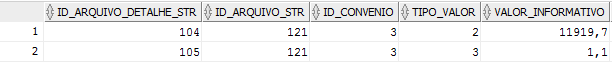 ID_ARQUIVO_DETALHE_STR ID_ARQUIVO_STR ID_CONVENIO TIPO_VALOR VALOR_INFORMATIVO
1 104 121 3 2 11919,7
2 105 121 3 3 1,1